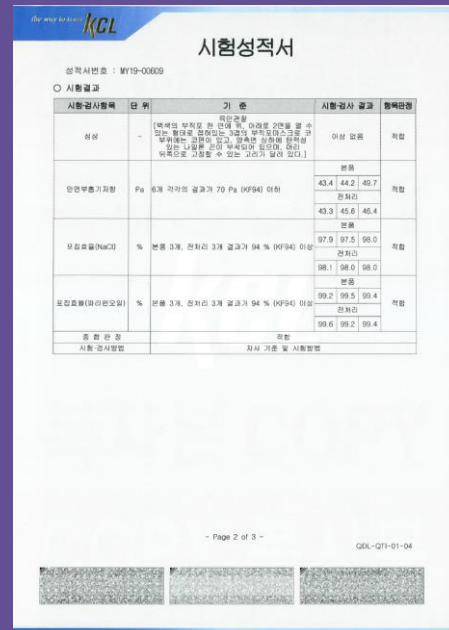 the way to trust KCL
시험성적서
성적서번호 : MY19-00609
○ 시험결과
시험·검사항목 단 위 기 준 시험·검사 결과 항목판정
성상 - 육안관찰
[백색의 부직포 한 면에 위, 아래로 2면을 열 수
있는 형태로 접혀있는 3겹의 부직포마스크로 코
부위에는 코편이 있고, 양측면 상하에 탄력성
있는 나일론 끈이 부착되어 있으며, 머리
뒤쪽으로 고정할 수 있는 고리가 달려 있다.]
이상 없음 적합
안면부흡기저항 Pa 6개 각각의 결과가 70 Pa (KF94) 이하
본품
43.4 44.2 49.7
전처리
43.3 45.6 46.4
적합
포집효율(NaCl) % 본품 3개, 전처리 3개 결과가 94 % (KF94) 이상
본품
97.9 97.5 98.0
전처리
98.1 98.0 98.0
적합
포집효율(파라핀오일) % 본품 3개, 전처리 3개 결과가 94 % (KF94) 이상
본품
99.2 99.5 99.4
전처리
99.6 99.2 99.4
적합
종 합 판 정 적합
시험·검사방법 자사 기준 및 시험방법
- Page 2 of 3 -
QDL-QTI-01-04